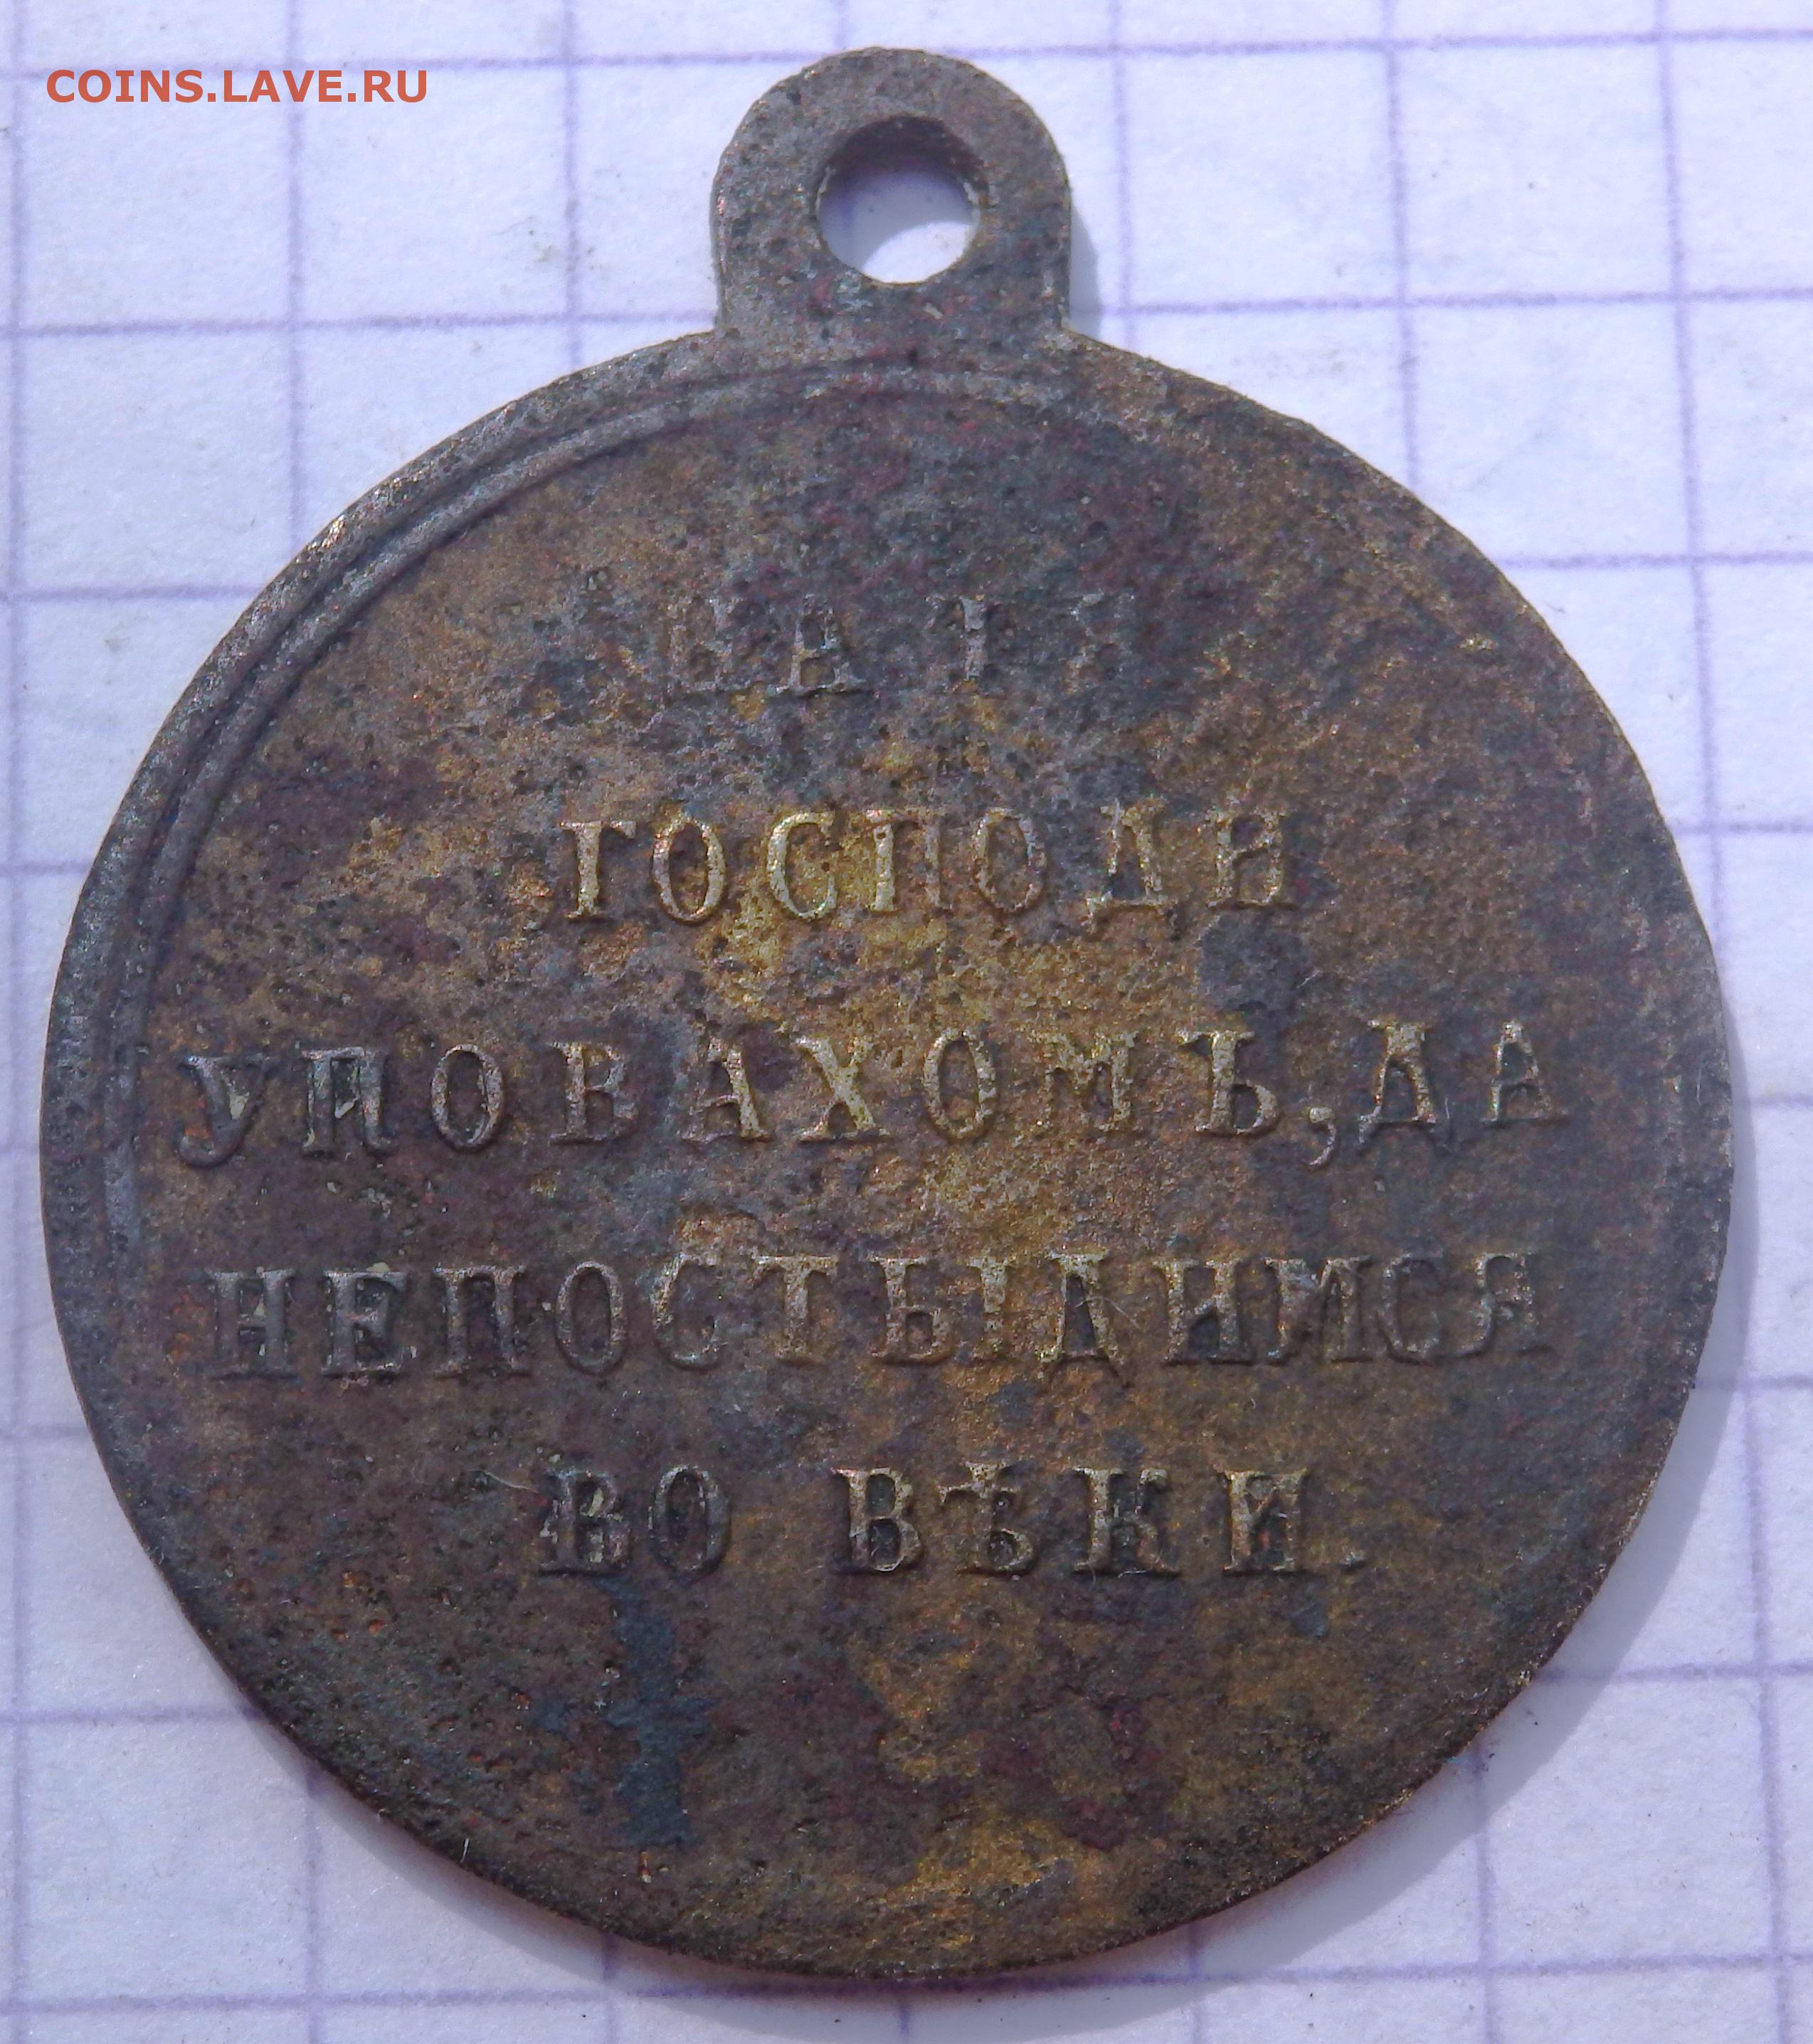 COINS.LAVE.RU
ГОСПОДИ
УПОВАХОМЪ, ДА
НЕПОСТЫДИМСЯ
ВО ВѢКИ.